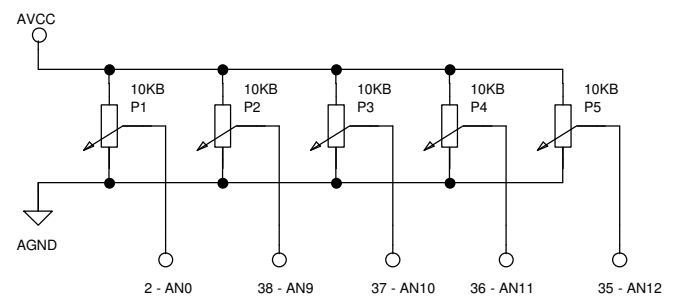 AVCC
10KB
P1
10KB
P2
10KB
P3
10KB
P4
10KB
P5
AGND
2 - AN0
38 - AN9
37 - AN10
36 - AN11
35 - AN12